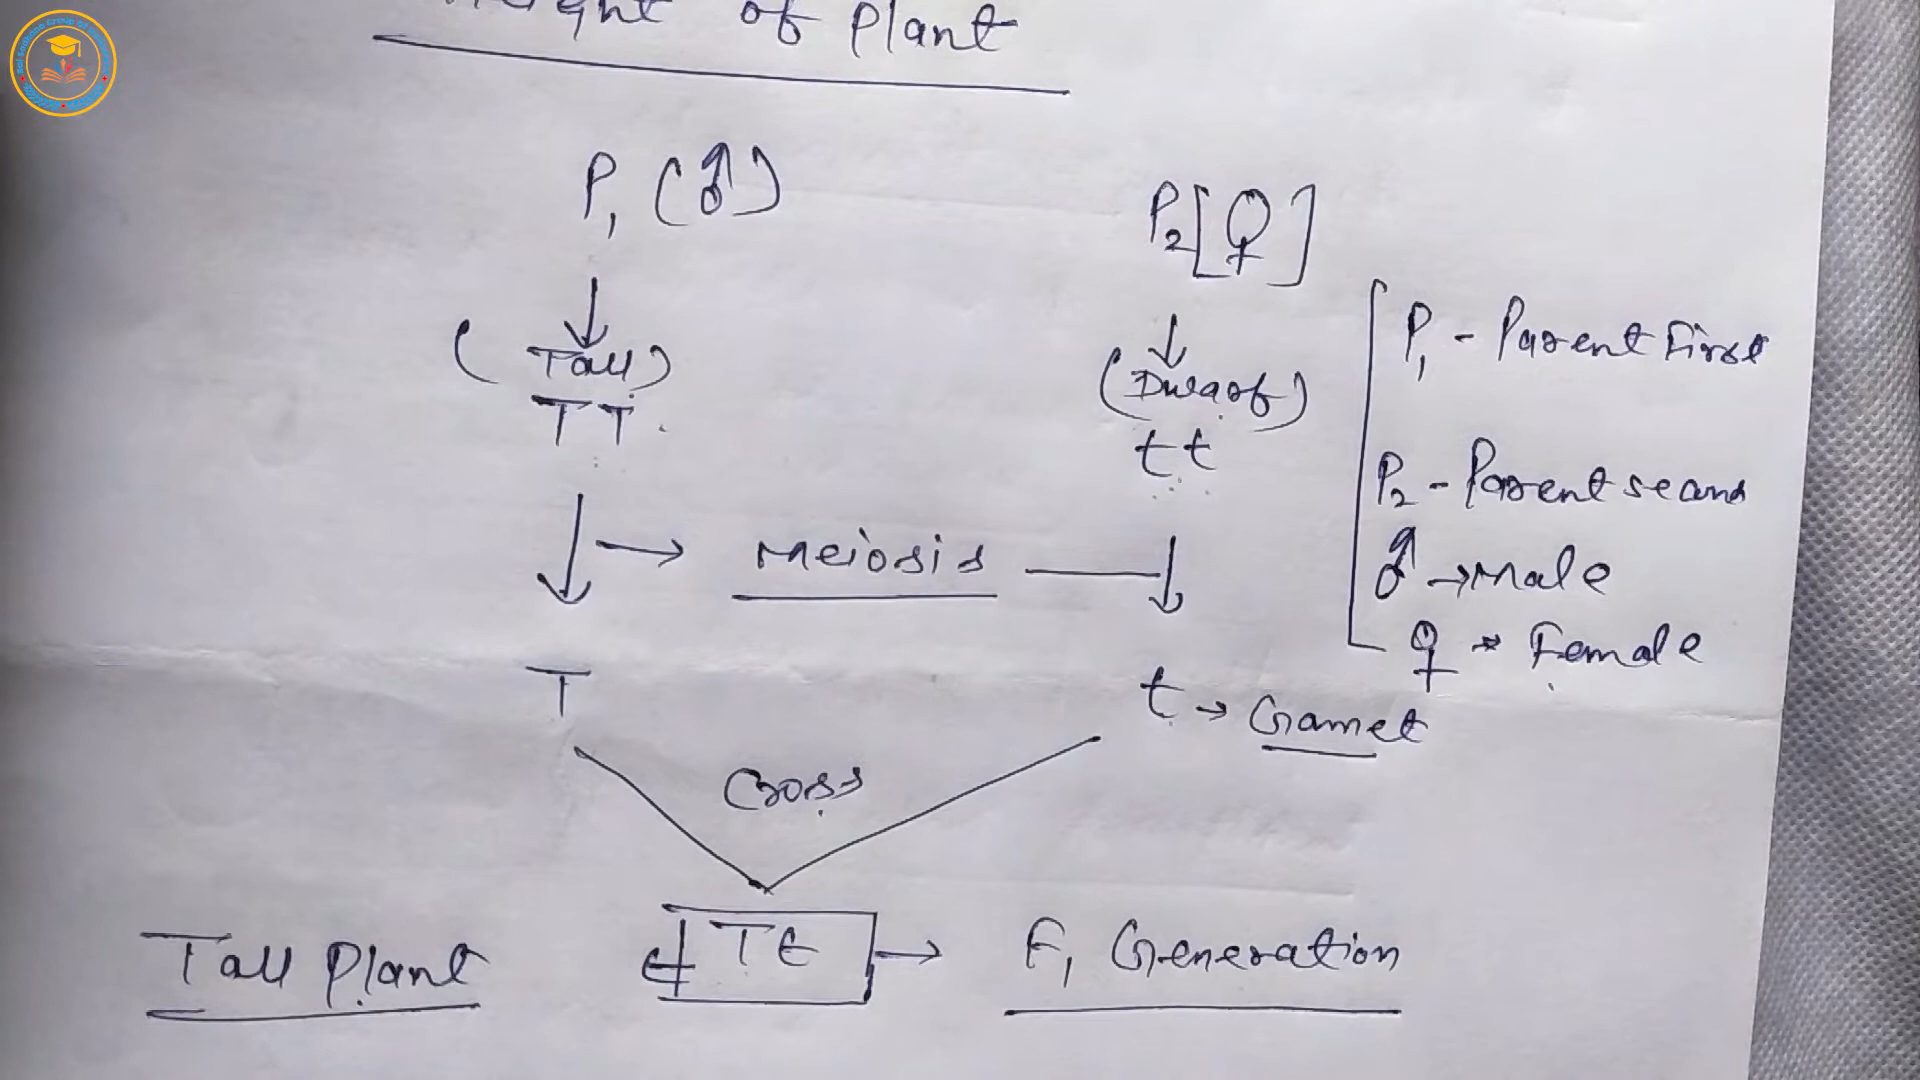 Height of Plant
P₁ (♂)
P₂ [♀]
(Tall)
TT
(Dwarf)
tt
P₁ - Parent First
P₂ - Parent second
♂ → Male
♀ → Female
Meiosis
T
t → Gamet
Cross
Tall Plant
Tt → F₁ Generation